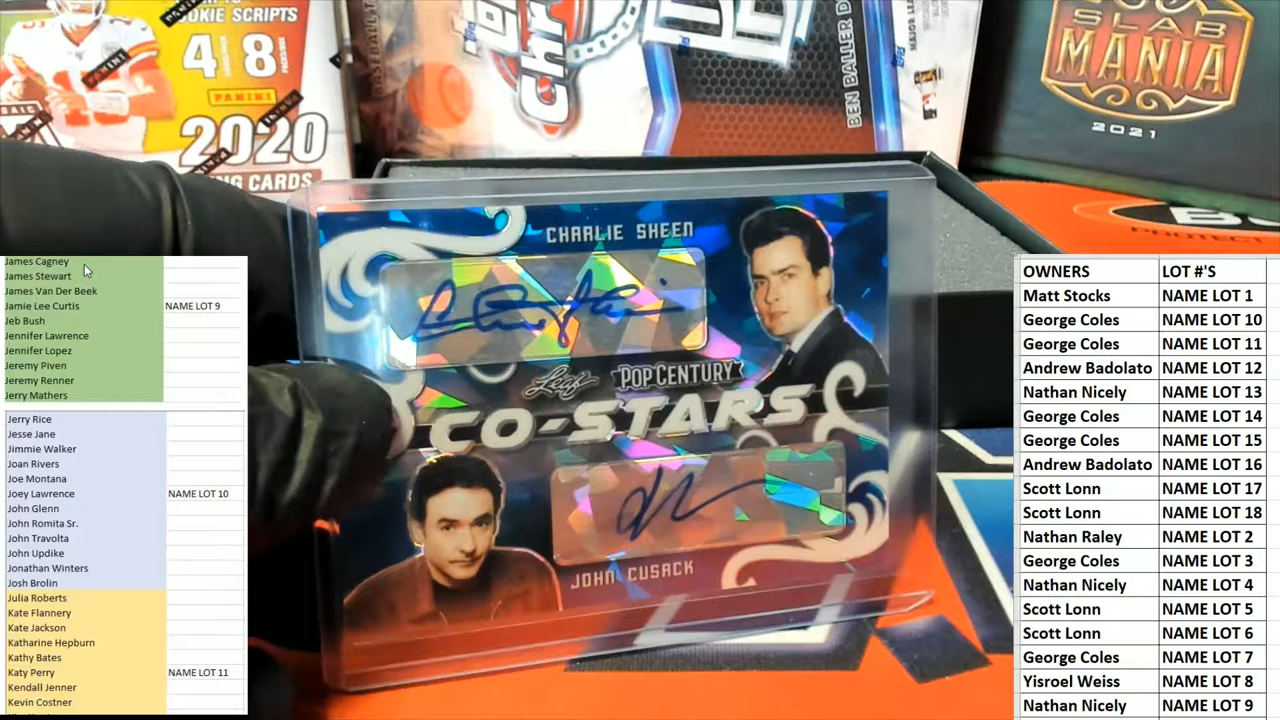 ROOKIE SCRIPTS
48
PANINI
2020
CARDS
PANINI
BEN BALLER
SLAB
MANIA
2021
CHARLIE SHEEN
Leaf POP CENTURY
CO-STARS
JOHN CUSACK
PROTECT
James Cagney
James Stewart
James Van Der Beek
Jamie Lee Curtis NAME LOT 9
Jeb Bush
Jennifer Lawrence
Jennifer Lopez
Jeremy Piven
Jeremy Renner
Jerry Mathers
Jerry Rice
Jesse Jane
Jimmie Walker
Joan Rivers
Joe Montana
Joey Lawrence NAME LOT 10
John Glenn
John Romita Sr.
John Travolta
John Updike
Jonathan Winters
Josh Brolin
Julia Roberts
Kate Flannery
Kate Jackson
Katharine Hepburn
Kathy Bates
Katy Perry NAME LOT 11
Kendall Jenner
Kevin Costner
OWNERS LOT #'S
Matt Stocks NAME LOT 1
George Coles NAME LOT 10
George Coles NAME LOT 11
Andrew Badolato NAME LOT 12
Nathan Nicely NAME LOT 13
George Coles NAME LOT 14
George Coles NAME LOT 15
Andrew Badolato NAME LOT 16
Scott Lonn NAME LOT 17
Scott Lonn NAME LOT 18
Nathan Raley NAME LOT 2
George Coles NAME LOT 3
Nathan Nicely NAME LOT 4
Scott Lonn NAME LOT 5
Scott Lonn NAME LOT 6
George Coles NAME LOT 7
Yisroel Weiss NAME LOT 8
Nathan Nicely NAME LOT 9